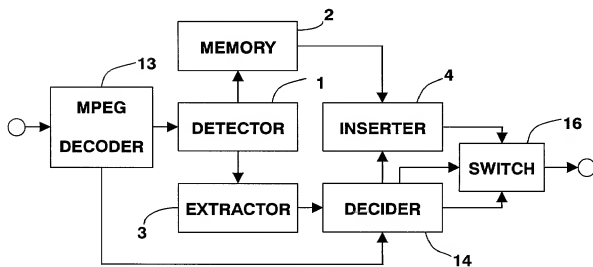 2
MEMORY
13
1
4
MPEG
DECODER
DETECTOR
INSERTER
16
SWITCH
EXTRACTOR
DECIDER
3
14